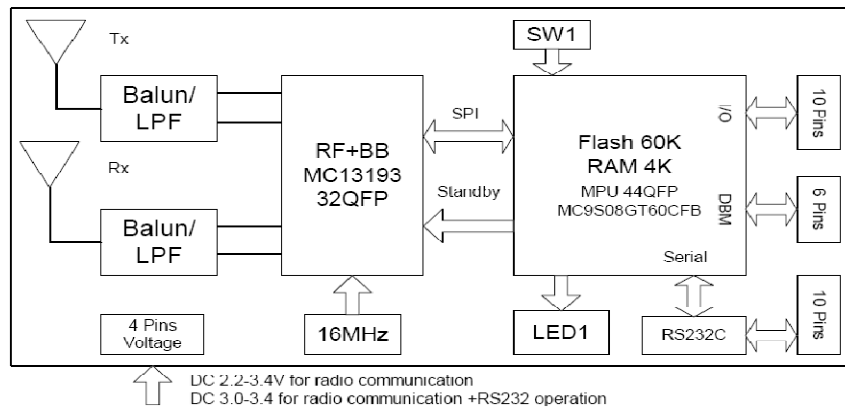 Tx
Balun/
LPF
Rx
Balun/
LPF
4 Pins
Voltage
RF+BB
MC13193
32QFP
16MHz
SPI
Standby
SW1
Flash 60K
RAM 4K
MPU 44QFP
MC9S08GT60CFB
I/O
DBM
Serial
LED1
RS232C
10 Pins
6 Pins
10 Pins
DC 2.2-3.4V for radio communication
DC 3.0-3.4 for radio communication +RS232 operation